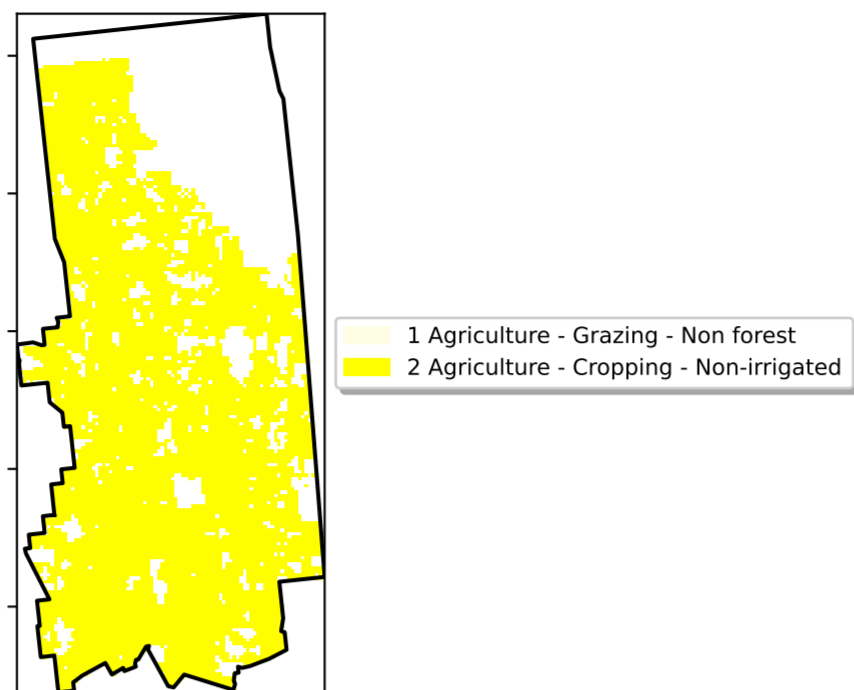 1 Agriculture - Grazing - Non forest
2 Agriculture - Cropping - Non-irrigated